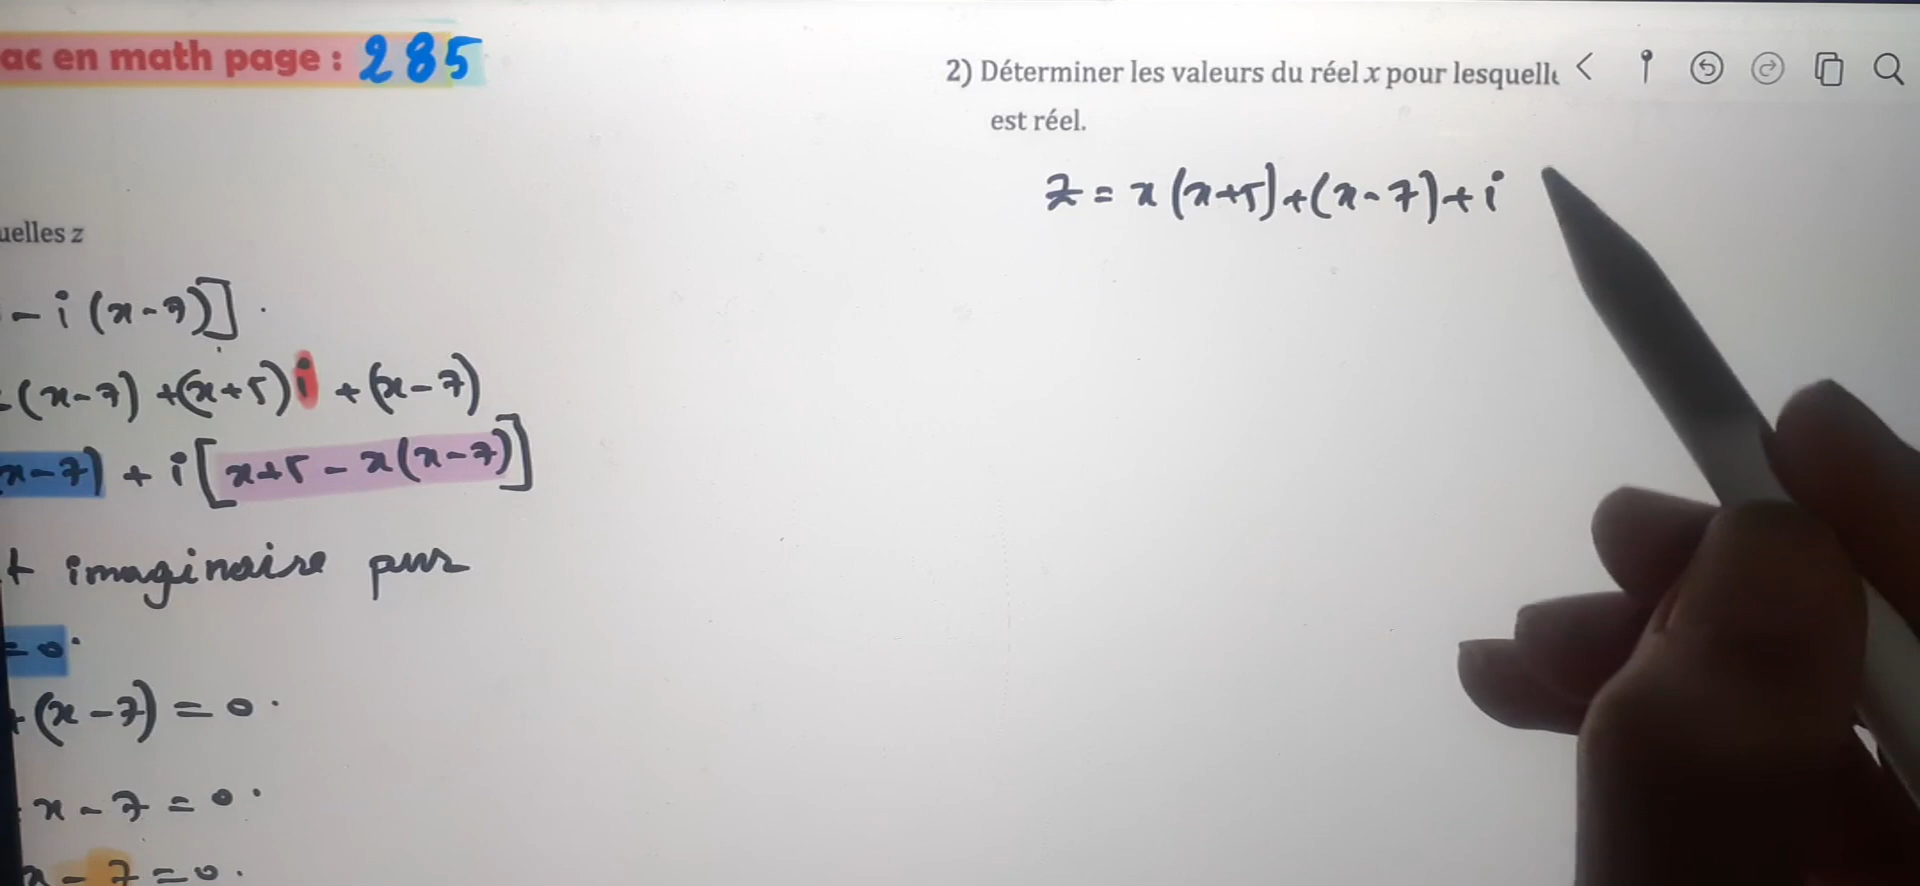 ac en math page : 285
uelles z
- i (x-7)] .
-(x-7) +(x+5)i +(x-7)
x-7) + i[x+5 - x(x-7)]
t imaginaire pur
=0.
+(x-7) = 0.
x - 7 = 0.
x - 7 = 0.
2) Déterminer les valeurs du réel x pour lesquelle
est réel.
z = x(x+5)+(x-7)+i